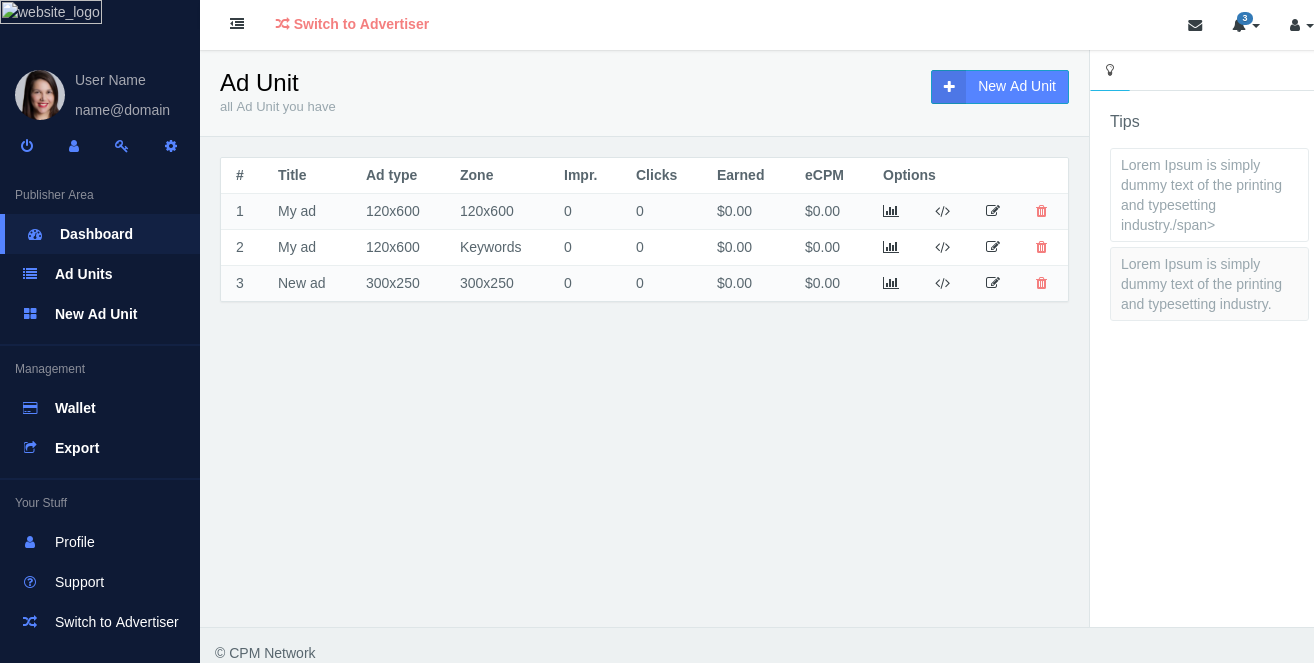 website_logo
Switch to Advertiser
3
User Name
name@domain
Publisher Area
Dashboard
Ad Units
New Ad Unit
Management
Wallet
Export
Your Stuff
Profile
Support
Switch to Advertiser
Ad Unit
all Ad Unit you have
New Ad Unit
# Title Ad type Zone Impr. Clicks Earned eCPM Options
1 My ad 120x600 120x600 0 0 $0.00 $0.00
2 My ad 120x600 Keywords 0 0 $0.00 $0.00
3 New ad 300x250 300x250 0 0 $0.00 $0.00
Tips
Lorem Ipsum is simply
dummy text of the printing
and typesetting
industry./span>
Lorem Ipsum is simply
dummy text of the printing
and typesetting industry.
© CPM Network